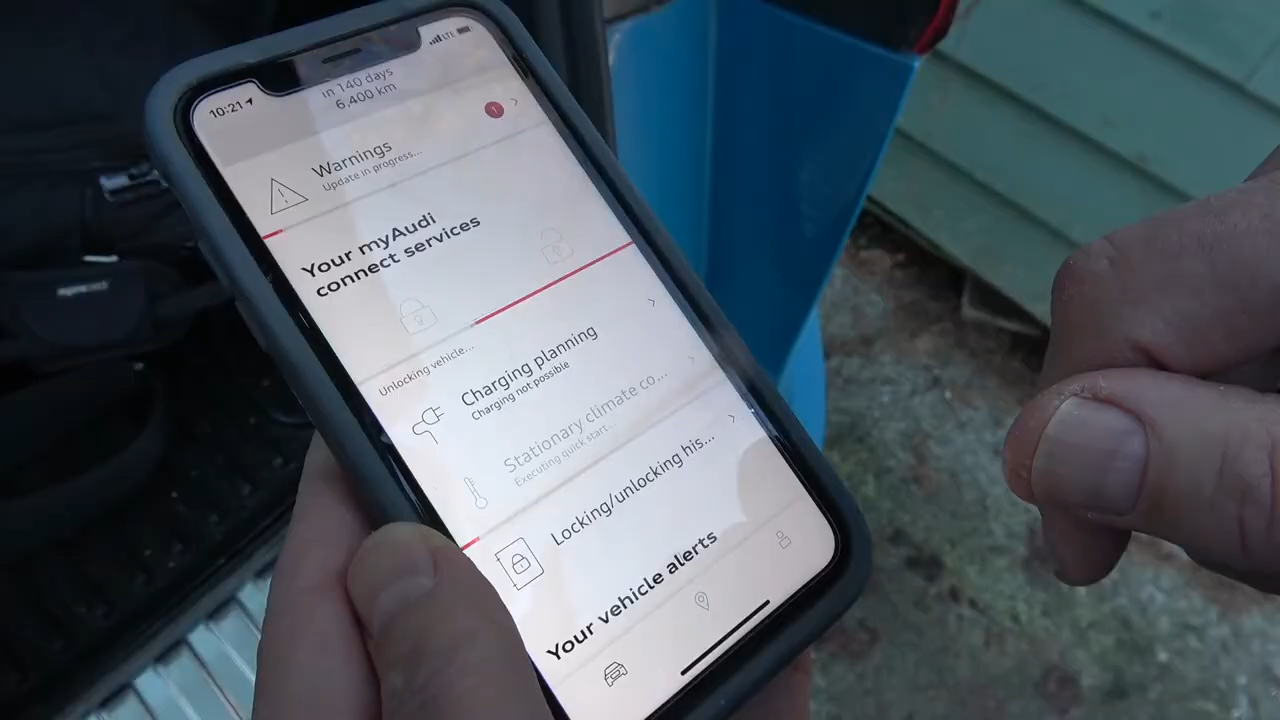 10:21
LTE
in 140 days
6,400 km
Warnings
Update in progress...
Your myAudi
connect services
Unlocking vehicle...
Charging planning
Charging not possible
Stationary climate co...
Executing quick start...
Locking/unlocking his...
Your vehicle alerts